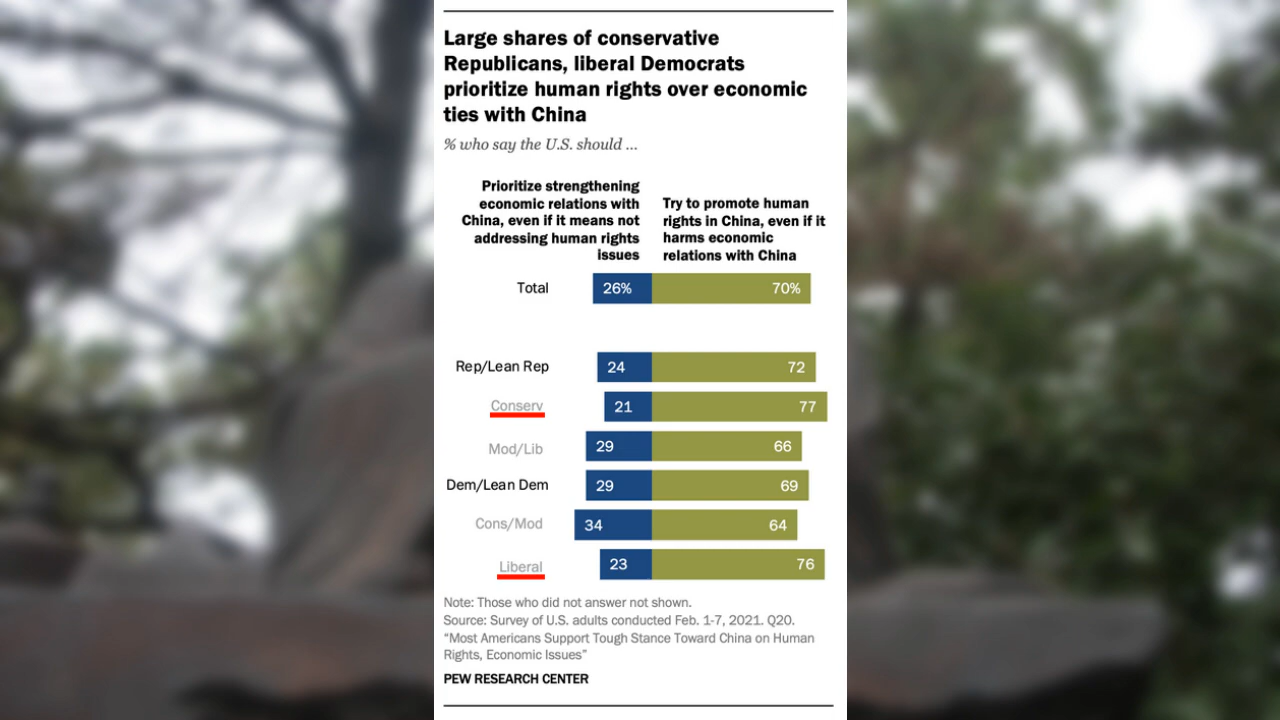 Large shares of conservative
Republicans, liberal Democrats
prioritize human rights over economic
ties with China
% who say the U.S. should ...
Prioritize strengthening
economic relations with
China, even if it means not
addressing human rights
issues
Try to promote human
rights in China, even if it
harms economic
relations with China
Total 26% 70%
Rep/Lean Rep 24 72
Conserv 21 77
Mod/Lib 29 66
Dem/Lean Dem 29 69
Cons/Mod 34 64
Liberal 23 76
Note: Those who did not answer not shown.
Source: Survey of U.S. adults conducted Feb. 1-7, 2021. Q20.
“Most Americans Support Tough Stance Toward China on Human
Rights, Economic Issues”
PEW RESEARCH CENTER